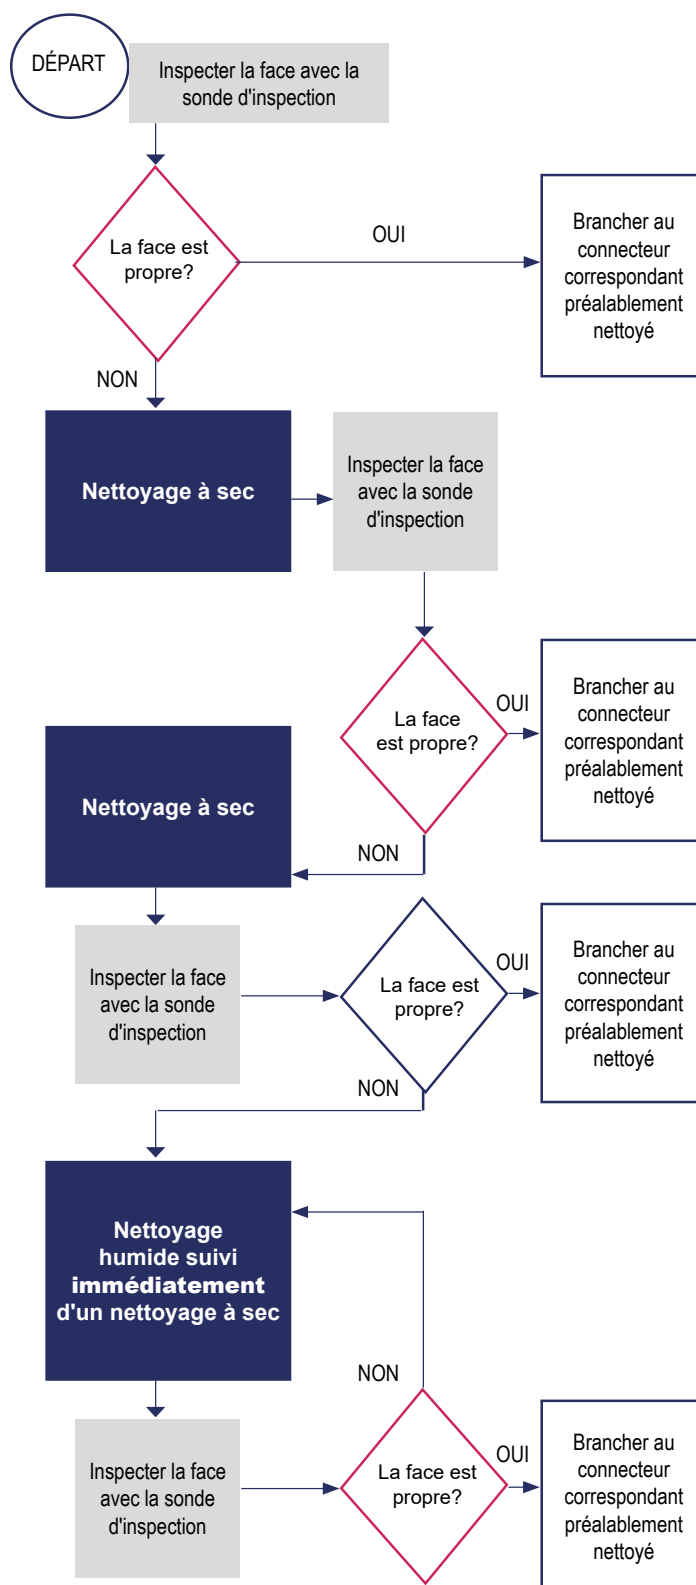 DÉPART
Inspecter la face avec la
sonde d'inspection
La face est
propre?
OUI
Brancher au
connecteur
correspondant
préalablement
nettoyé
NON
Nettoyage à sec
Inspecter la face
avec la sonde
d'inspection
La face
est propre?
OUI
Brancher au
connecteur
correspondant
préalablement
nettoyé
NON
Nettoyage à sec
Inspecter la face
avec la sonde
d'inspection
La face est
propre?
OUI
Brancher au
connecteur
correspondant
préalablement
nettoyé
NON
Nettoyage
humide suivi
immédiatement
d'un nettoyage à sec
Inspecter la face
avec la sonde
d'inspection
La face est
propre?
NON
OUI
Brancher au
connecteur
correspondant
préalablement
nettoyé